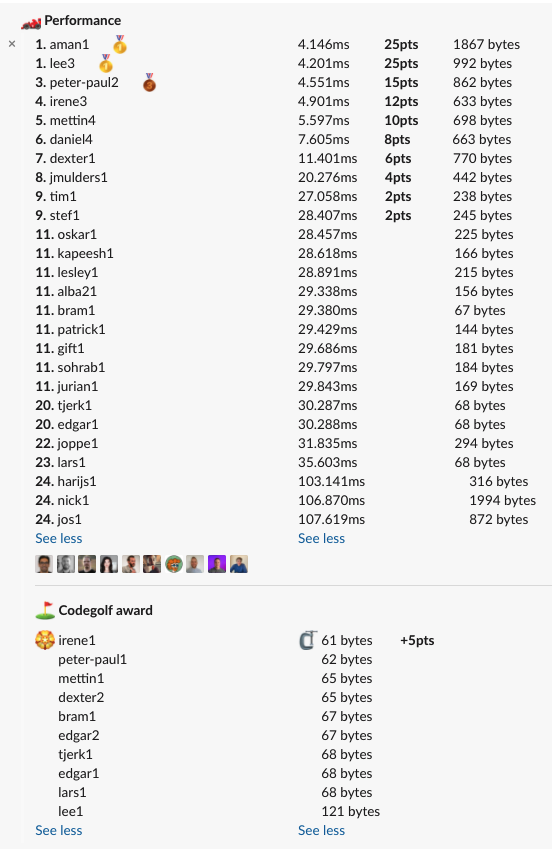 Performance
× 1. aman1 4.146ms 25pts 1867 bytes
1. lee3 4.201ms 25pts 992 bytes
3. peter-paul2 4.551ms 15pts 862 bytes
4. irene3 4.901ms 12pts 633 bytes
5. mettin4 5.597ms 10pts 698 bytes
6. daniel4 7.605ms 8pts 663 bytes
7. dexter1 11.401ms 6pts 770 bytes
8. jmulders1 20.276ms 4pts 442 bytes
9. tim1 27.058ms 2pts 238 bytes
9. stef1 28.407ms 2pts 245 bytes
11. oskar1 28.457ms 225 bytes
11. kapeesh1 28.618ms 166 bytes
11. lesley1 28.891ms 215 bytes
11. alba21 29.338ms 156 bytes
11. bram1 29.380ms 67 bytes
11. patrick1 29.429ms 144 bytes
11. gift1 29.686ms 181 bytes
11. sohrab1 29.797ms 184 bytes
11. jurian1 29.843ms 169 bytes
20. tjerk1 30.287ms 68 bytes
20. edgar1 30.288ms 68 bytes
22. joppe1 31.835ms 294 bytes
23. lars1 35.603ms 68 bytes
24. harijs1 103.141ms 316 bytes
24. nick1 106.870ms 1994 bytes
24. jos1 107.619ms 872 bytes
See less See less
Codegolf award
irene1 61 bytes +5pts
peter-paul1 62 bytes
mettin1 65 bytes
dexter2 65 bytes
bram1 67 bytes
edgar2 67 bytes
tjerk1 68 bytes
edgar1 68 bytes
lars1 68 bytes
lee1 121 bytes
See less See less